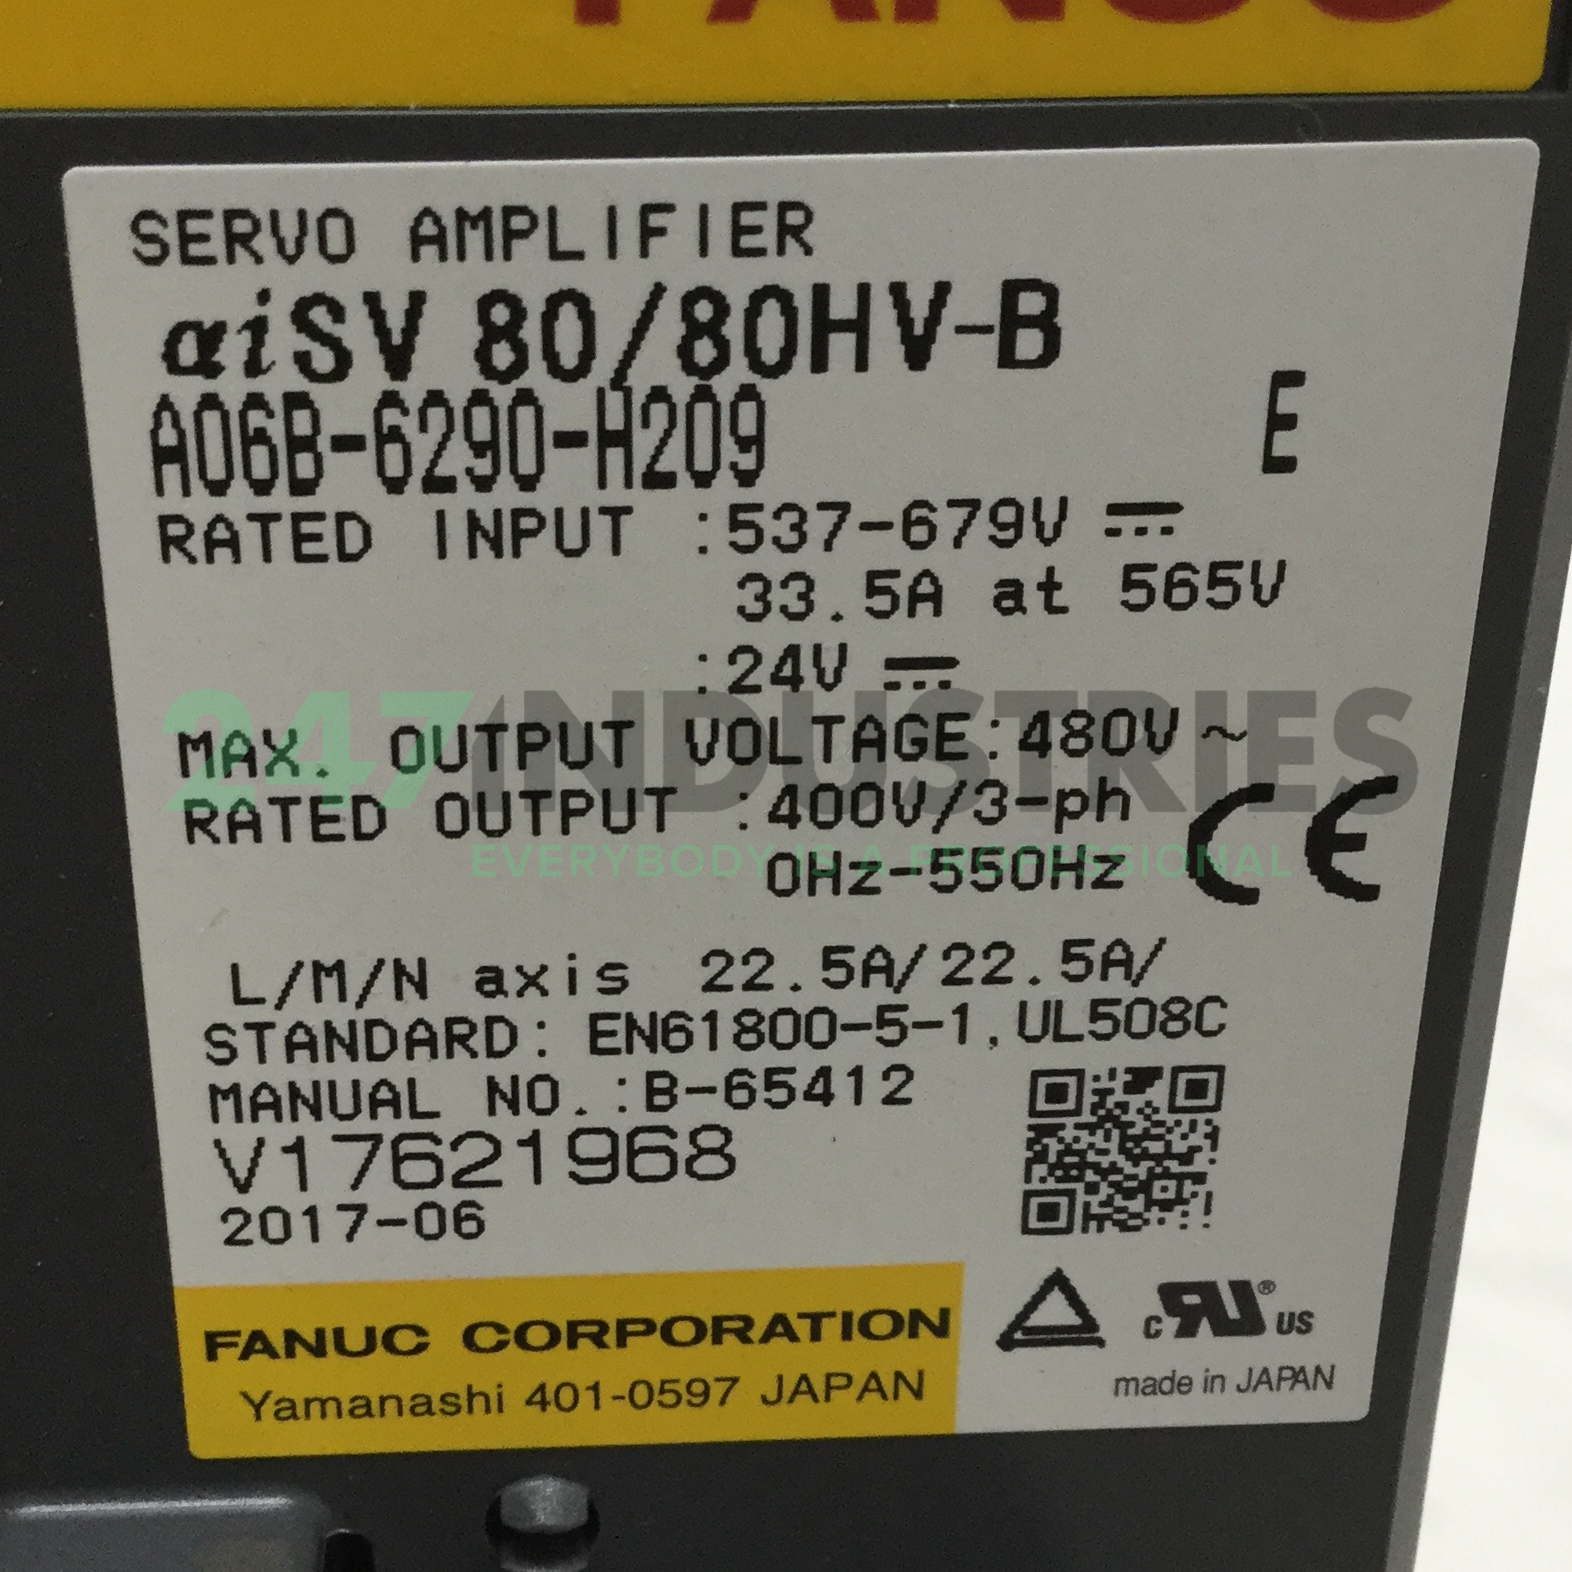 FANUC
SERVO AMPLIFIER
αiSV 80/80HV-B
A06B-6290-H209
E
RATED INPUT :537-679V ⎓
33.5A at 565V
:24V ⎓
247 INDUSTRIES
MAX. OUTPUT VOLTAGE:480V ~
RATED OUTPUT :400V/3-ph
EVERYBODY IS A PROFESSIONAL
0Hz-550Hz
CE
L/M/N axis 22.5A/22.5A/
STANDARD: EN61800-5-1,UL508C
MANUAL NO.:B-65412
V17621968
2017-06
FANUC CORPORATION
Yamanashi 401-0597 JAPAN
c RU ® US
made in JAPAN